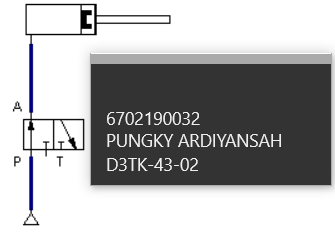 A
P T
6702190032
PUNGKY ARDIYANSAH
D3TK-43-02